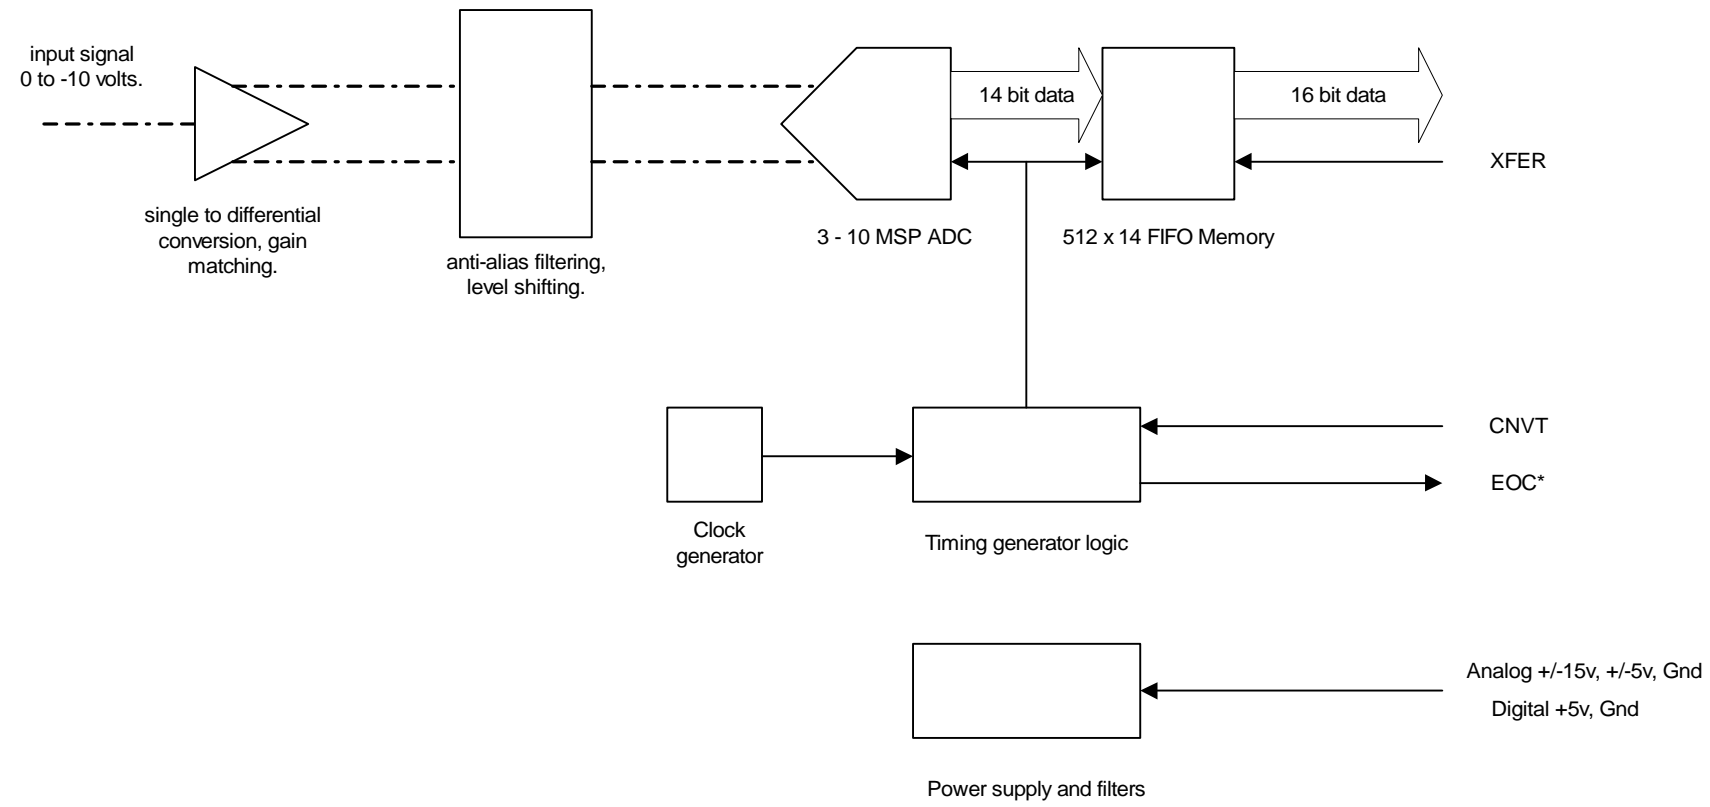 input signal
0 to -10 volts.
14 bit data
16 bit data
XFER
single to differential
conversion, gain
matching.
anti-alias filtering,
level shifting.
3 - 10 MSP ADC
512 x 14 FIFO Memory
CNVT
EOC*
Clock
generator
Timing generator logic
Analog +/-15v, +/-5v, Gnd
Digital +5v, Gnd
Power supply and filters